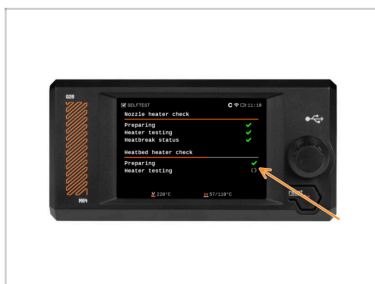 SELFTEST 11:18
Nozzle heater check
Preparing
Heater testing
Heatbreak status
Heatbed heater check
Preparing
Heater testing
220°C 57/110°C